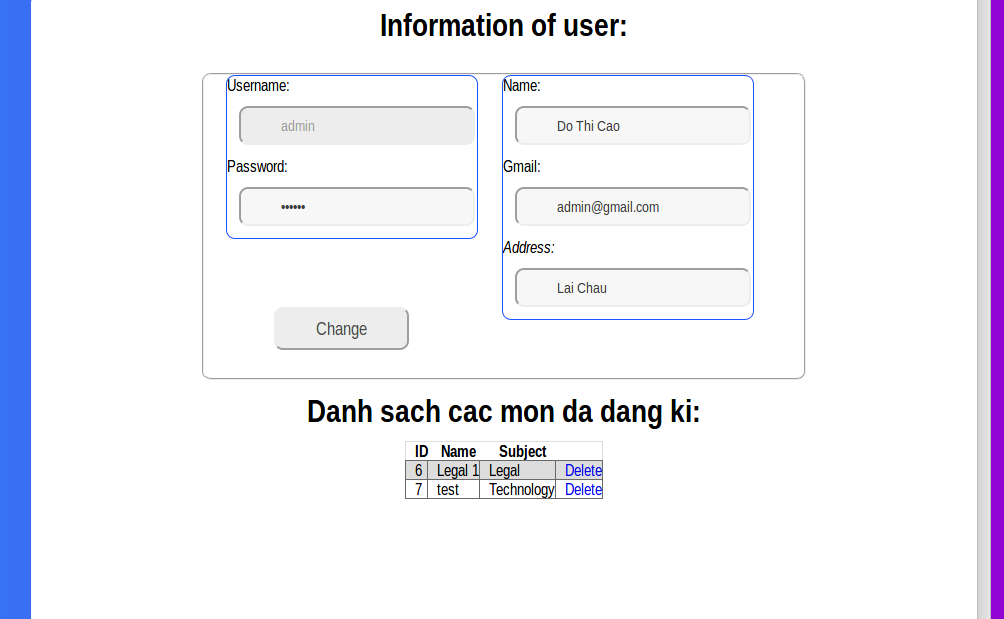 Information of user:
Username:
admin
Password:
••••••
Name:
Do Thi Cao
Gmail:
admin@gmail.com
Address:
Lai Chau
Change
Danh sach cac mon da dang ki:
ID Name Subject
6 Legal 1 Legal Delete
7 test Technology Delete